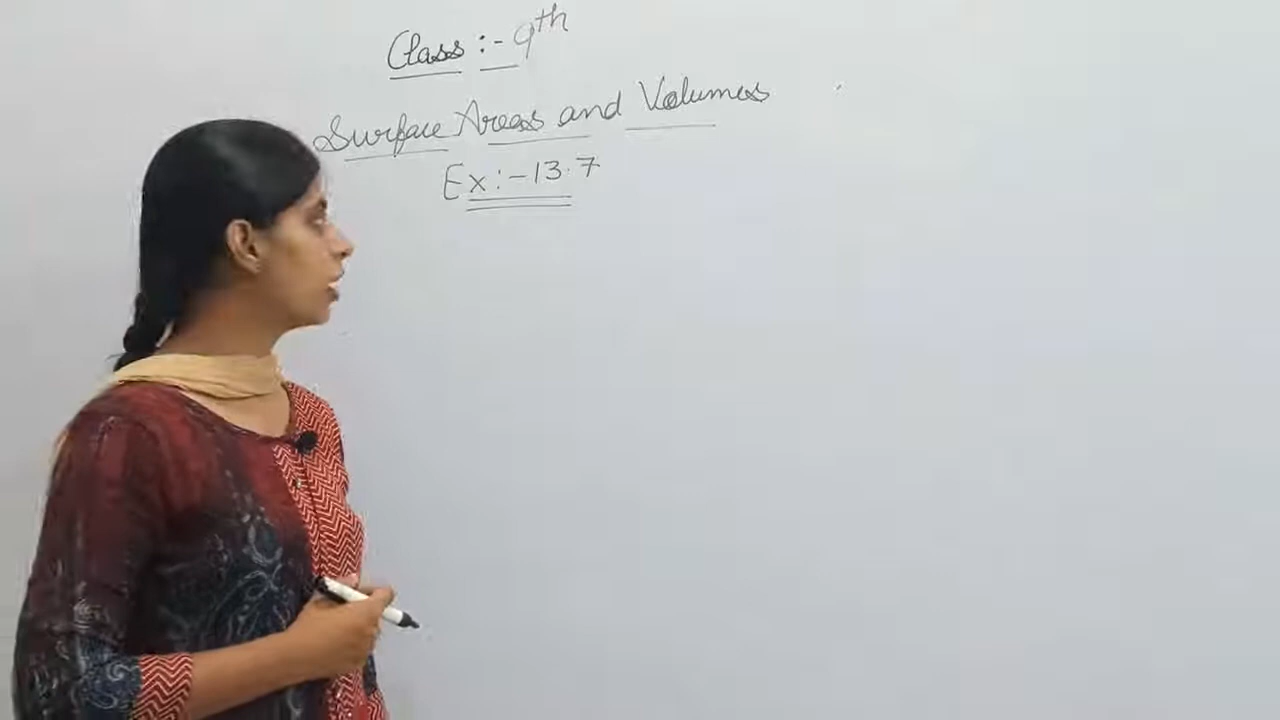 Class :- 9th
Surface Areas and Volumes
Ex :- 13.7